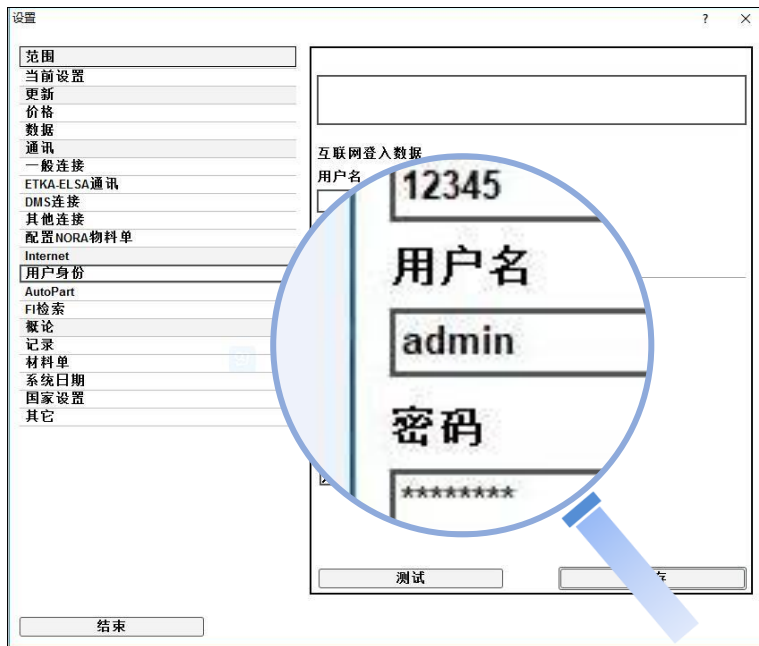 设置
?
范围
当前设置
更新
价格
数据
通讯
一般连接
ETKA-ELSA通讯
DMS连接
其他连接
配置NORA物料单
Internet
用户身份
AutoPart
FI检索
概论
记录
材料单
系统日期
国家设置
其它
互联网登入数据
用户名
12345
用户名
admin
密码
********
测试
结束